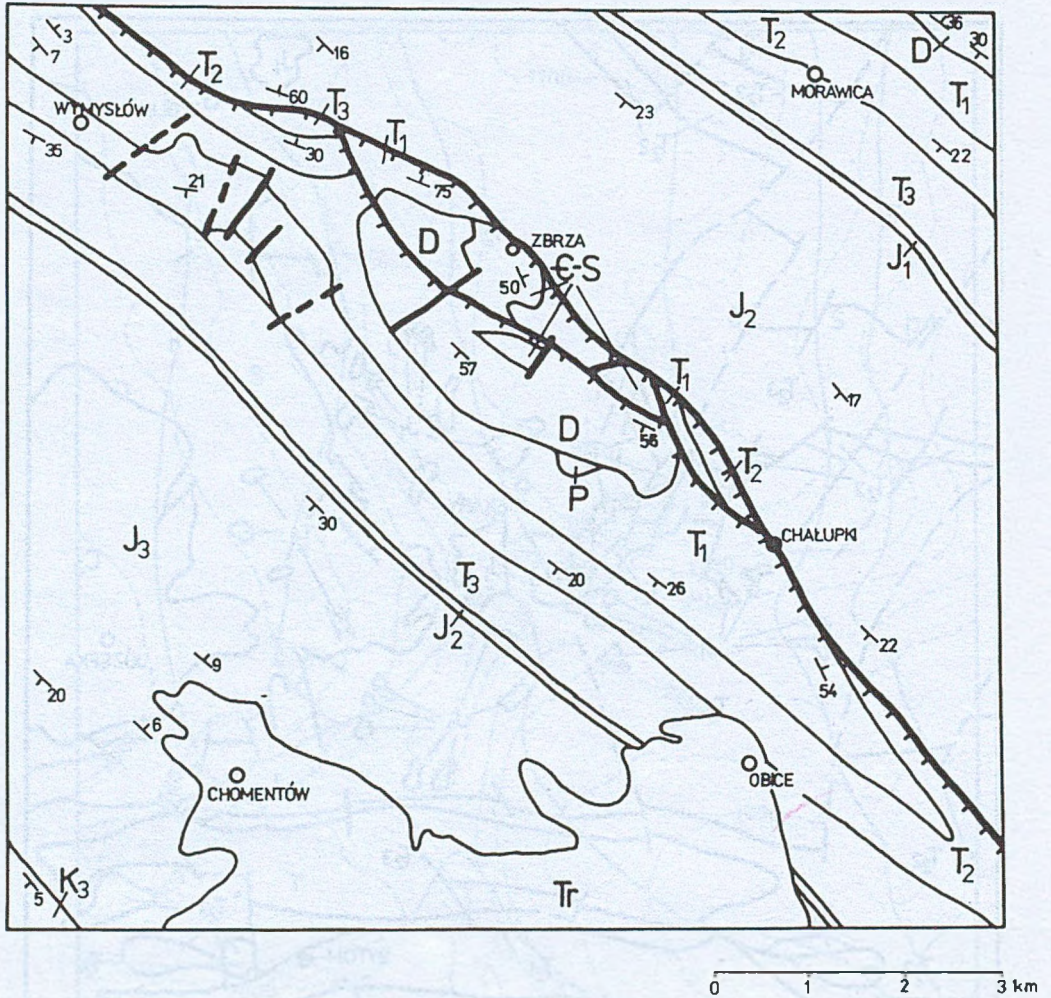 T2
D
36
30
3
7
16
T2
MORAWICA
T1
60
T3
23
WYMYSŁÓW
T1
35
30
22
21
75
T3
D
ZBRZA
J1
50
Є-S
J2
57
T1
17
D
56
T2
P
30
T1
CHAŁUPKI
J3
T3
20
26
J2
22
9
54
20
6
CHOMENTÓW
OBICE
T2
K3
5
Tr
0 1 2 3 km